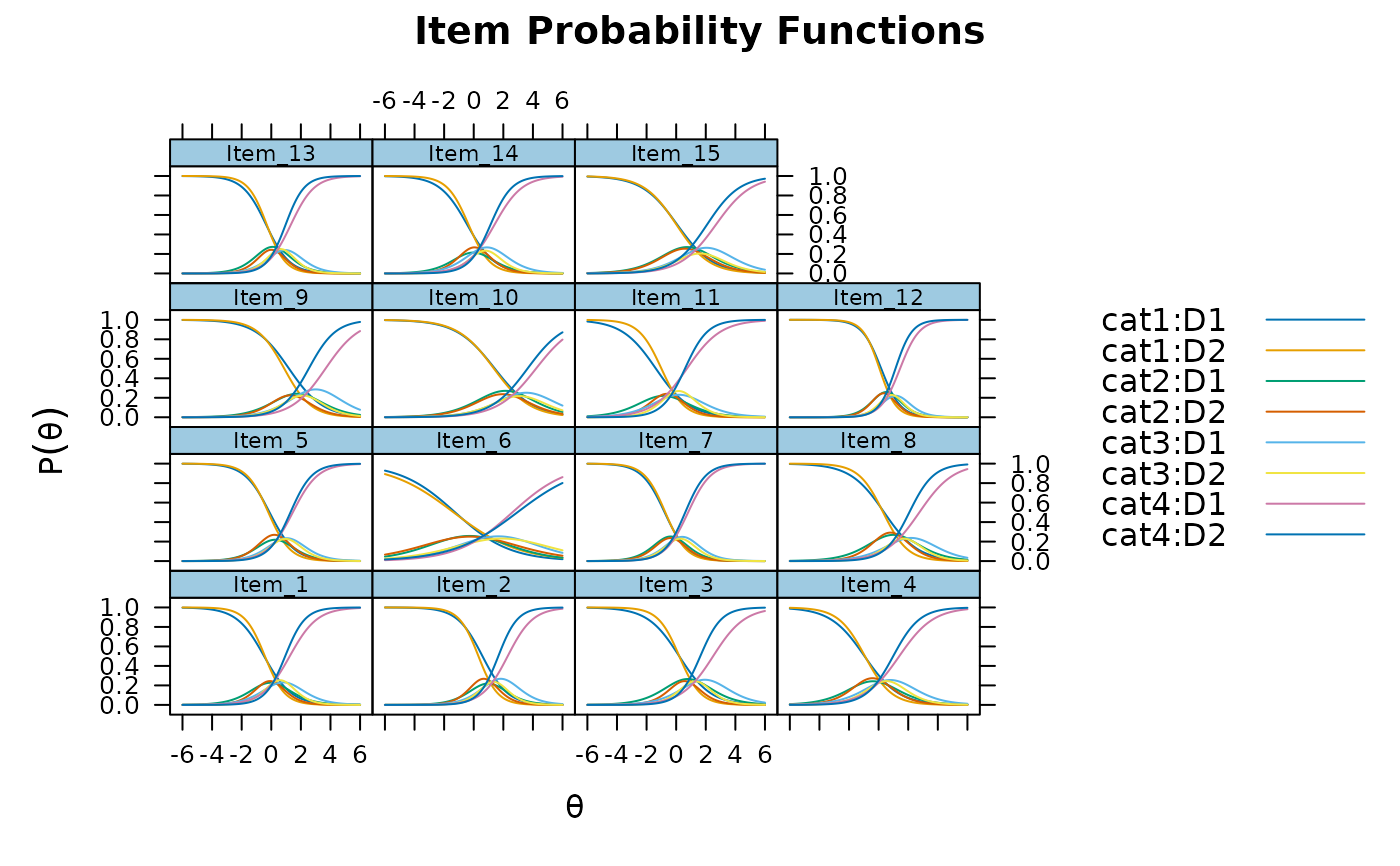 Item Probability Functions
-6 -4 -2 0 2 4 6
Item_13 Item_14 Item_15
1.0
0.8
0.6
0.4
0.2
0.0
Item_9 Item_10 Item_11 Item_12
1.0
0.8
0.6
0.4
0.2
0.0
Item_5 Item_6 Item_7 Item_8
1.0
0.8
0.6
0.4
0.2
0.0
Item_1 Item_2 Item_3 Item_4
1.0
0.8
0.6
0.4
0.2
0.0
-6 -4 -2 0 2 4 6 -6 -4 -2 0 2 4 6
θ
P(θ)
cat1:D1
cat1:D2
cat2:D1
cat2:D2
cat3:D1
cat3:D2
cat4:D1
cat4:D2